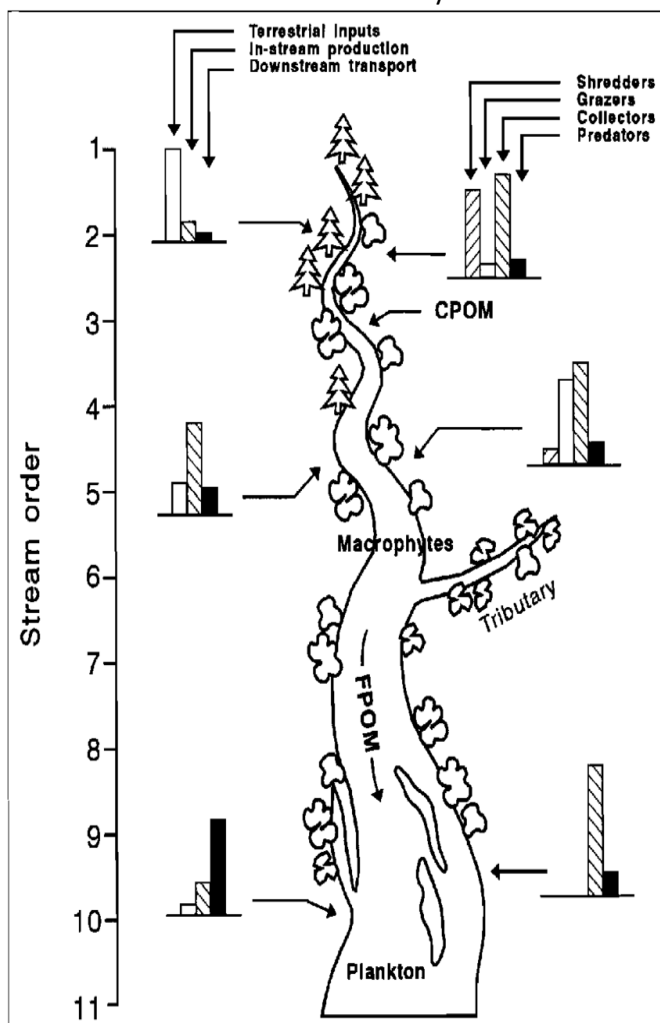 Terrestrial inputs
In-stream production
Downstream transport
Shredders
Grazers
Collectors
Predators
Stream order
1
2
3
4
5
6
7
8
9
10
11
CPOM
Macrophytes
Tributary
FPOM
Plankton